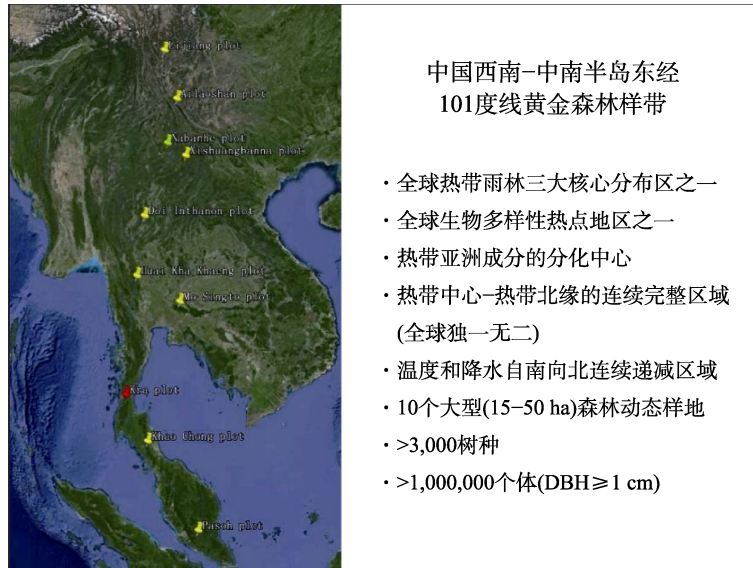 Lijiang plot
Ailaoshan plot
Nabanhe plot
Xishuangbanna plot
Doi Inthanon plot
Huai Kha Khaeng plot
Mo Singto plot
Kra plot
Khao Chong plot
Pasoh plot
中国西南-中南半岛东经
101度线黄金森林样带
·全球热带雨林三大核心分布区之一
·全球生物多样性热点地区之一
·热带亚洲成分的分化中心
·热带中心-热带北缘的连续完整区域
(全球独一无二)
·温度和降水自南向北连续递减区域
·10个大型(15-50 ha)森林动态样地
·>3,000树种
·>1,000,000个体(DBH≥1 cm)